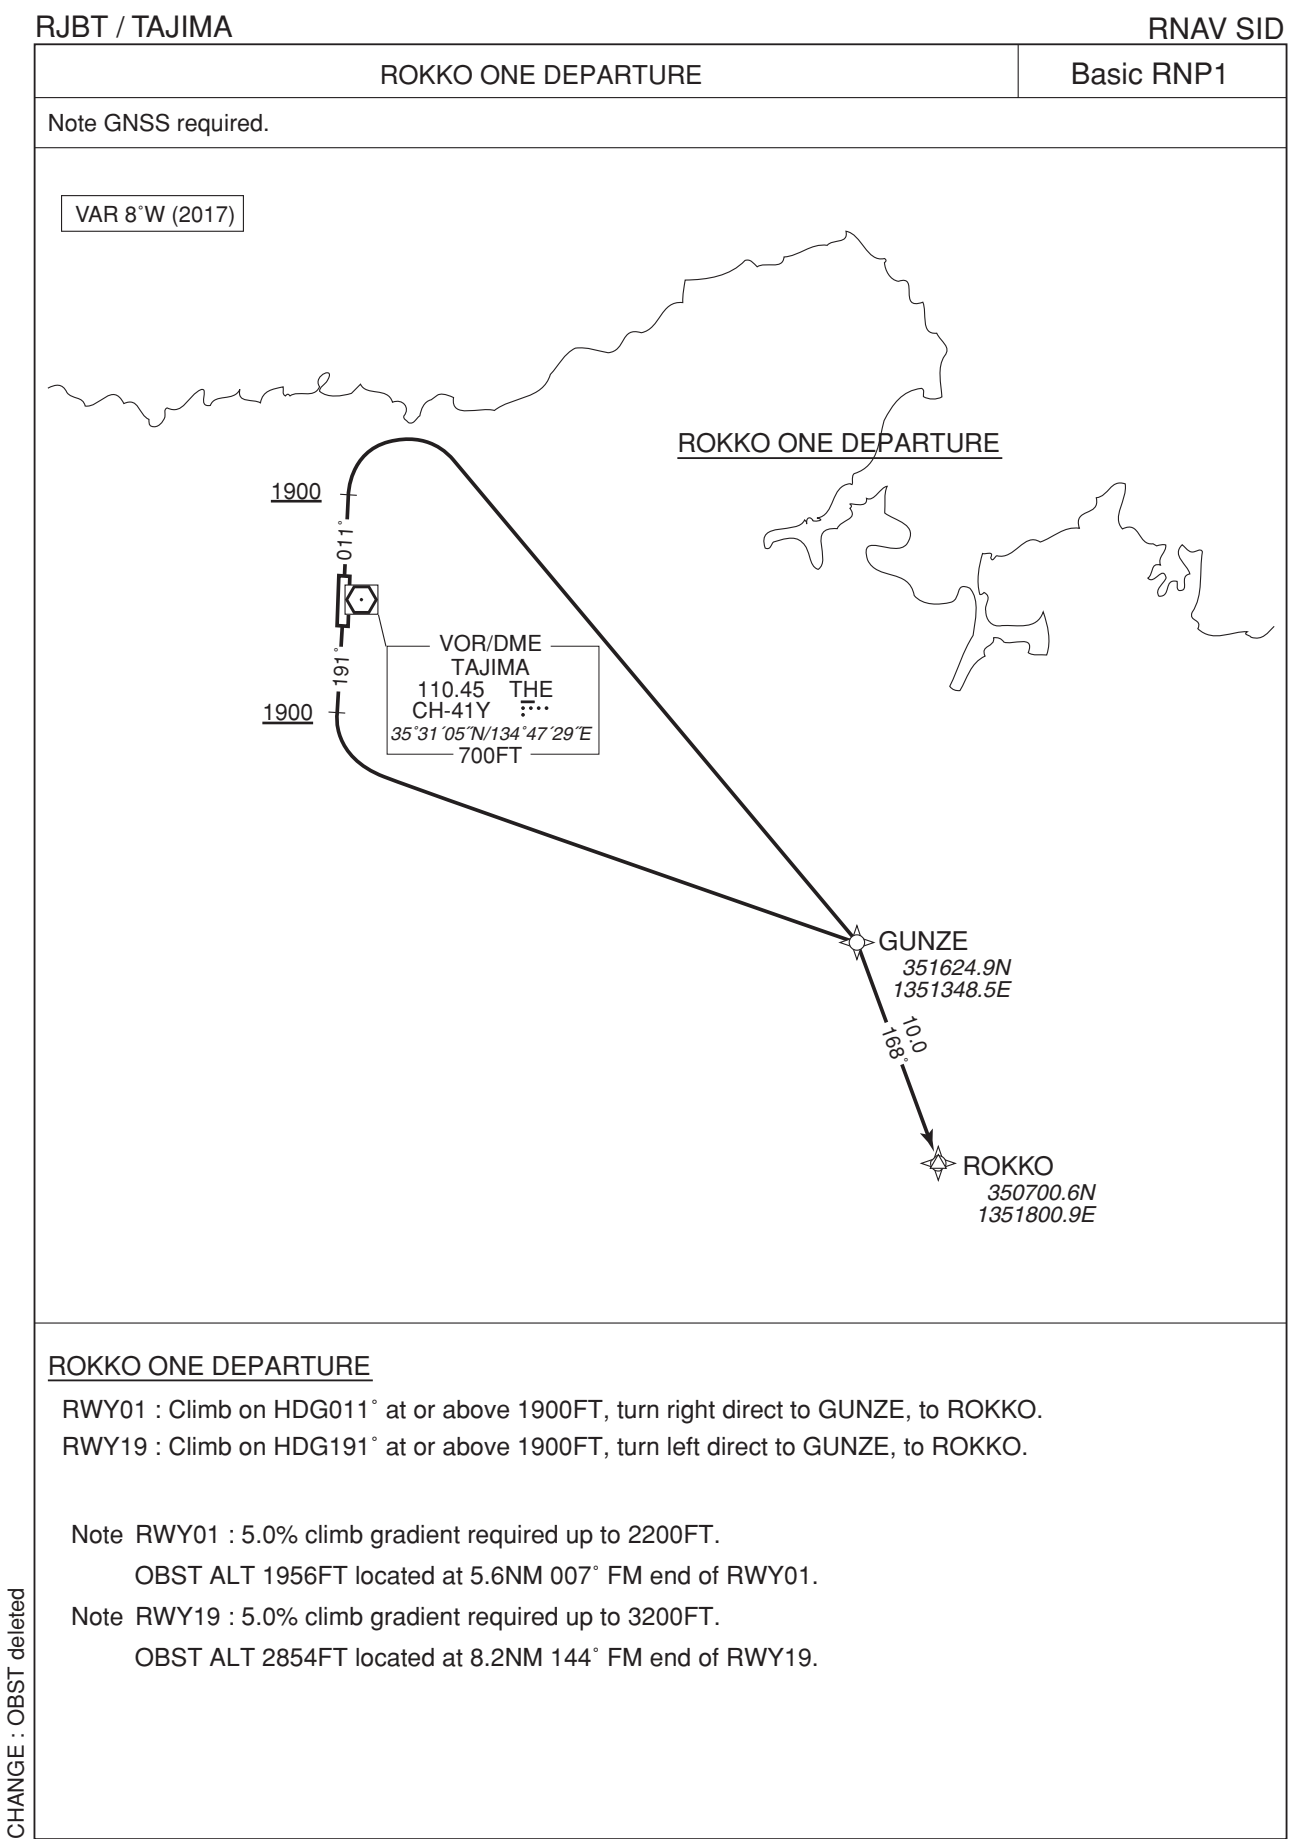 RJBT / TAJIMA
RNAV SID
ROKKO ONE DEPARTURE
Basic RNP1
Note GNSS required.
VAR 8°W (2017)
ROKKO ONE DEPARTURE
1900
011°
191°
1900
VOR/DME
TAJIMA
110.45 THE
CH-41Y
35°31´05˝N/134°47´29˝E
700FT
GUNZE
351624.9N
1351348.5E
10.0
168°
ROKKO
350700.6N
1351800.9E
ROKKO ONE DEPARTURE
RWY01 : Climb on HDG011° at or above 1900FT, turn right direct to GUNZE, to ROKKO.
RWY19 : Climb on HDG191° at or above 1900FT, turn left direct to GUNZE, to ROKKO.
Note RWY01 : 5.0% climb gradient required up to 2200FT.
OBST ALT 1956FT located at 5.6NM 007° FM end of RWY01.
Note RWY19 : 5.0% climb gradient required up to 3200FT.
OBST ALT 2854FT located at 8.2NM 144° FM end of RWY19.
CHANGE : OBST deleted